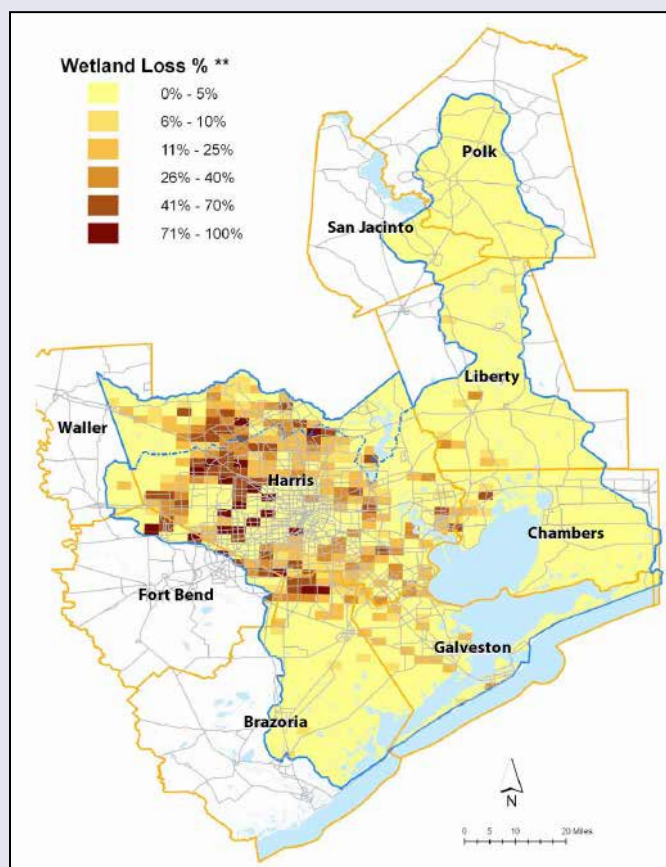 Wetland Loss % **
0% - 5%
6% - 10%
11% - 25%
26% - 40%
41% - 70%
71% - 100%
Polk
San Jacinto
Liberty
Waller
Harris
Chambers
Fort Bend
Galveston
Brazoria
N
0 5 10 20 Miles